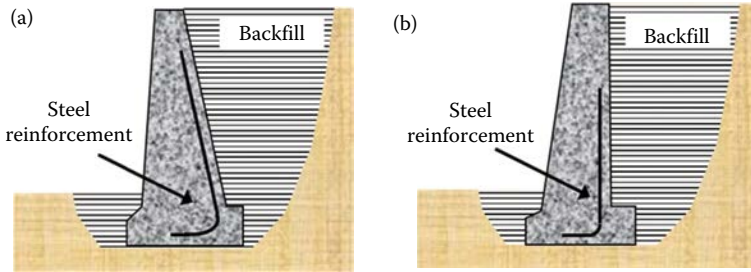 (a)
Backfill
Steel
reinforcement
(b)
Backfill
Steel
reinforcement